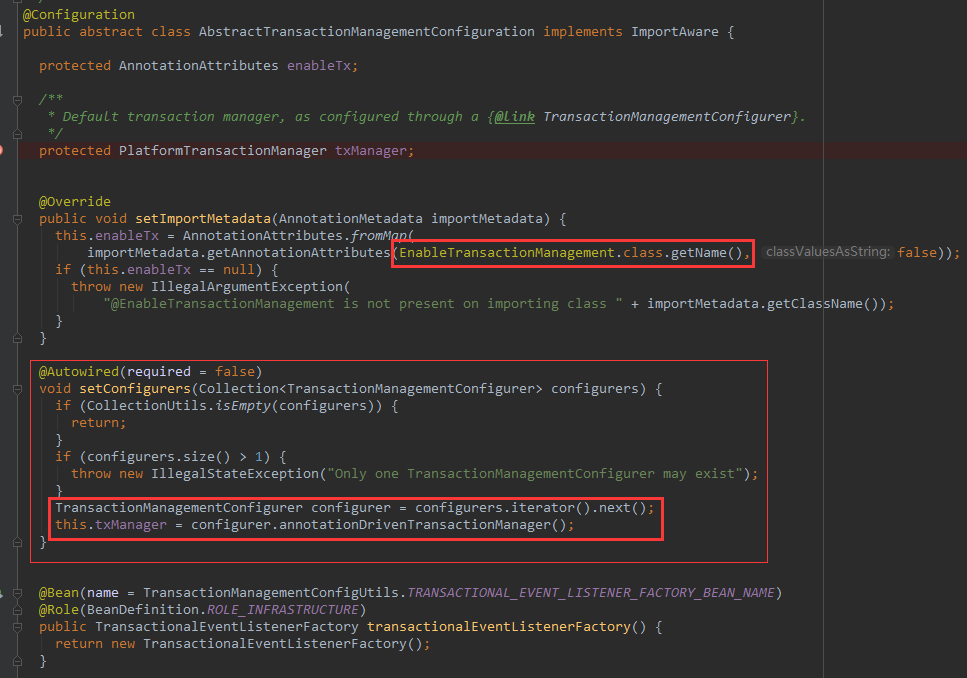 @Configuration
public abstract class AbstractTransactionManagementConfiguration implements ImportAware {
protected AnnotationAttributes enableTx;
/**
* Default transaction manager, as configured through a {@link TransactionManagementConfigurer}.
*/
protected PlatformTransactionManager txManager;
@Override
public void setImportMetadata(AnnotationMetadata importMetadata) {
this.enableTx = AnnotationAttributes.fromMap(
importMetadata.getAnnotationAttributes(EnableTransactionManagement.class.getName(), classValuesAsString: false));
if (this.enableTx == null) {
throw new IllegalArgumentException(
"@EnableTransactionManagement is not present on importing class " + importMetadata.getClassName());
}
}
@Autowired(required = false)
void setConfigurers(Collection<TransactionManagementConfigurer> configurers) {
if (CollectionUtils.isEmpty(configurers)) {
return;
}
if (configurers.size() > 1) {
throw new IllegalStateException("Only one TransactionManagementConfigurer may exist");
}
TransactionManagementConfigurer configurer = configurers.iterator().next();
this.txManager = configurer.annotationDrivenTransactionManager();
}
@Bean(name = TransactionManagementConfigUtils.TRANSACTIONAL_EVENT_LISTENER_FACTORY_BEAN_NAME)
@Role(BeanDefinition.ROLE_INFRASTRUCTURE)
public TransactionalEventListenerFactory transactionalEventListenerFactory() {
return new TransactionalEventListenerFactory();
}